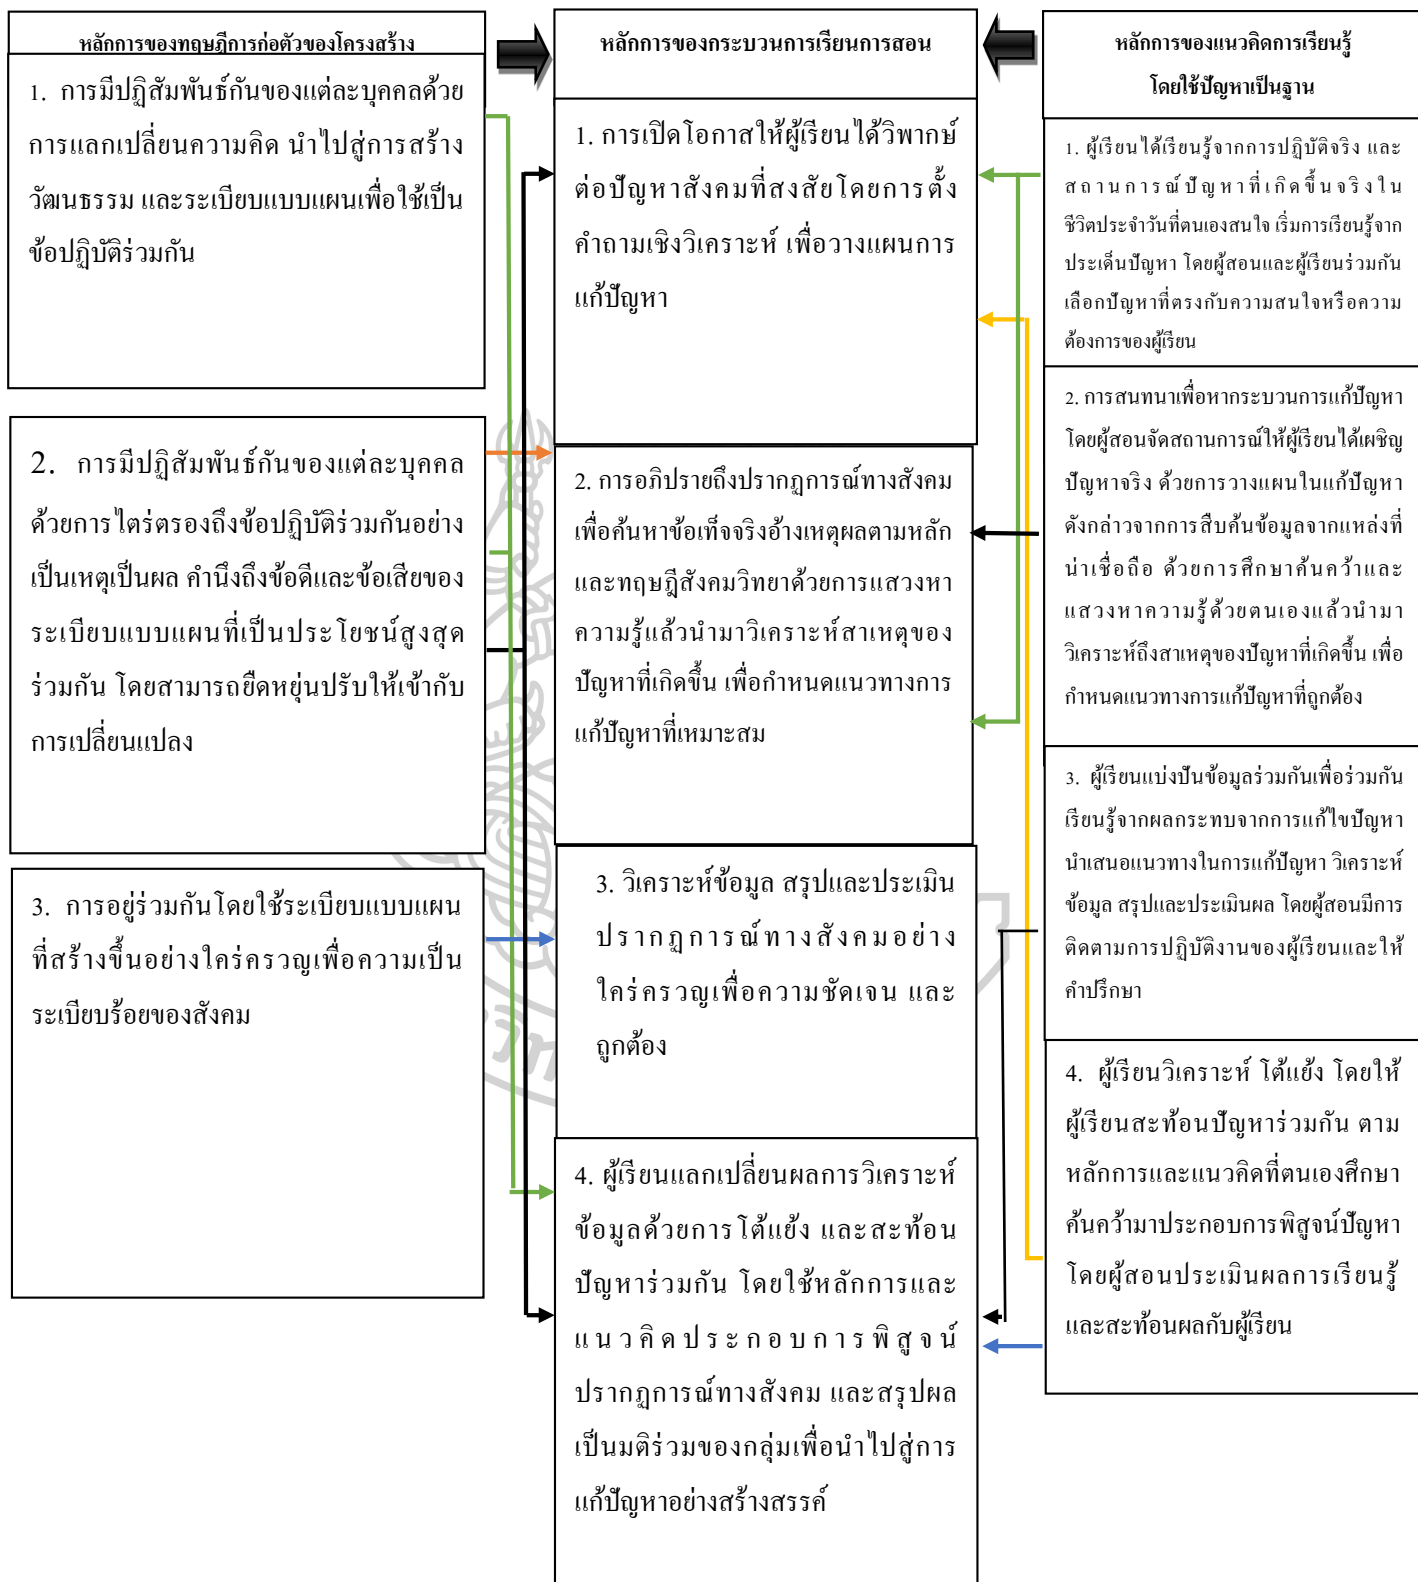 หลักการของทฤษฎีการก่อตัวของโครงสร้าง
1. การมีปฏิสัมพันธ์กันของแต่ละบุคคลด้วย
การแลกเปลี่ยนความคิด นำไปสู่การสร้าง
วัฒนธรรม และระเบียบแบบแผนเพื่อใช้เป็น
ข้อปฏิบัติร่วมกัน
2. การมีปฏิสัมพันธ์กันของแต่ละบุคคล
ด้วยการไตร่ตรองถึงข้อปฏิบัติร่วมกันอย่าง
เป็นเหตุเป็นผล คำนึงถึงข้อดีและข้อเสียของ
ระเบียบแบบแผนที่เป็นประโยชน์สูงสุด
ร่วมกัน โดยสามารถยืดหยุ่นปรับให้เข้ากับ
การเปลี่ยนแปลง
3. การอยู่ร่วมกันโดยใช้ระเบียบแบบแผน
ที่สร้างขึ้นอย่างใคร่ครวญเพื่อความเป็น
ระเบียบร้อยของสังคม
หลักการของกระบวนการเรียนการสอน
1. การเปิดโอกาสให้ผู้เรียนได้วิพากษ์
ต่อปัญหาสังคมที่สงสัยโดยการตั้ง
คำถามเชิงวิเคราะห์ เพื่อวางแผนการ
แก้ปัญหา
2. การอภิปรายถึงปรากฏการณ์ทางสังคม
เพื่อค้นหาข้อเท็จจริงอ้างเหตุผลตามหลัก
และทฤษฎีสังคมวิทยาด้วยการแสวงหา
ความรู้แล้วนำมาวิเคราะห์สาเหตุของ
ปัญหาที่เกิดขึ้น เพื่อกำหนดแนวทางการ
แก้ปัญหาที่เหมาะสม
3. วิเคราะห์ข้อมูล สรุปและประเมิน
ปรากฏการณ์ทางสังคมอย่าง
ใคร่ครวญเพื่อความชัดเจน และ
ถูกต้อง
4. ผู้เรียนแลกเปลี่ยนผลการวิเคราะห์
ข้อมูลด้วยการโต้แย้ง และสะท้อน
ปัญหาร่วมกัน โดยใช้หลักการและ
แนวคิดประกอบการพิสูจน์
ปรากฏการณ์ทางสังคม และสรุปผล
เป็นมติร่วมของกลุ่มเพื่อนำไปสู่การ
แก้ปัญหาอย่างสร้างสรรค์
หลักการของแนวคิดการเรียนรู้
โดยใช้ปัญหาเป็นฐาน
1. ผู้เรียนได้เรียนรู้จากการปฏิบัติจริง และ
สถานการณ์ปัญหาที่เกิดขึ้นจริงใน
ชีวิตประจำวันที่ตนเองสนใจ เริ่มการเรียนรู้จาก
ประเด็นปัญหา โดยผู้สอนและผู้เรียนร่วมกัน
เลือกปัญหาที่ตรงกับความสนใจหรือความ
ต้องการของผู้เรียน
2. การสนทนาเพื่อหากระบวนการแก้ปัญหา
โดยผู้สอนจัดสถานการณ์ให้ผู้เรียนได้เผชิญ
ปัญหาจริง ด้วยการวางแผนในแก้ปัญหา
ดังกล่าวจากการสืบค้นข้อมูลจากแหล่งที่
น่าเชื่อถือ ด้วยการศึกษาค้นคว้าและ
แสวงหาความรู้ด้วยตนเองแล้วนำมา
วิเคราะห์ถึงสาเหตุของปัญหาที่เกิดขึ้น เพื่อ
กำหนดแนวทางการแก้ปัญหาที่ถูกต้อง
3. ผู้เรียนแบ่งปันข้อมูลร่วมกันเพื่อร่วมกัน
เรียนรู้จากผลกระทบจากการแก้ไขปัญหา
นำเสนอแนวทางในการแก้ปัญหา วิเคราะห์
ข้อมูล สรุปและประเมินผล โดยผู้สอนมีการ
ติดตามการปฏิบัติงานของผู้เรียนและให้
คำปรึกษา
4. ผู้เรียนวิเคราะห์ โต้แย้ง โดยให้
ผู้เรียนสะท้อนปัญหาร่วมกัน ตาม
หลักการและแนวคิดที่ตนเองศึกษา
ค้นคว้ามาประกอบการพิสูจน์ปัญหา
โดยผู้สอนประเมินผลการเรียนรู้
และสะท้อนผลกับผู้เรียน